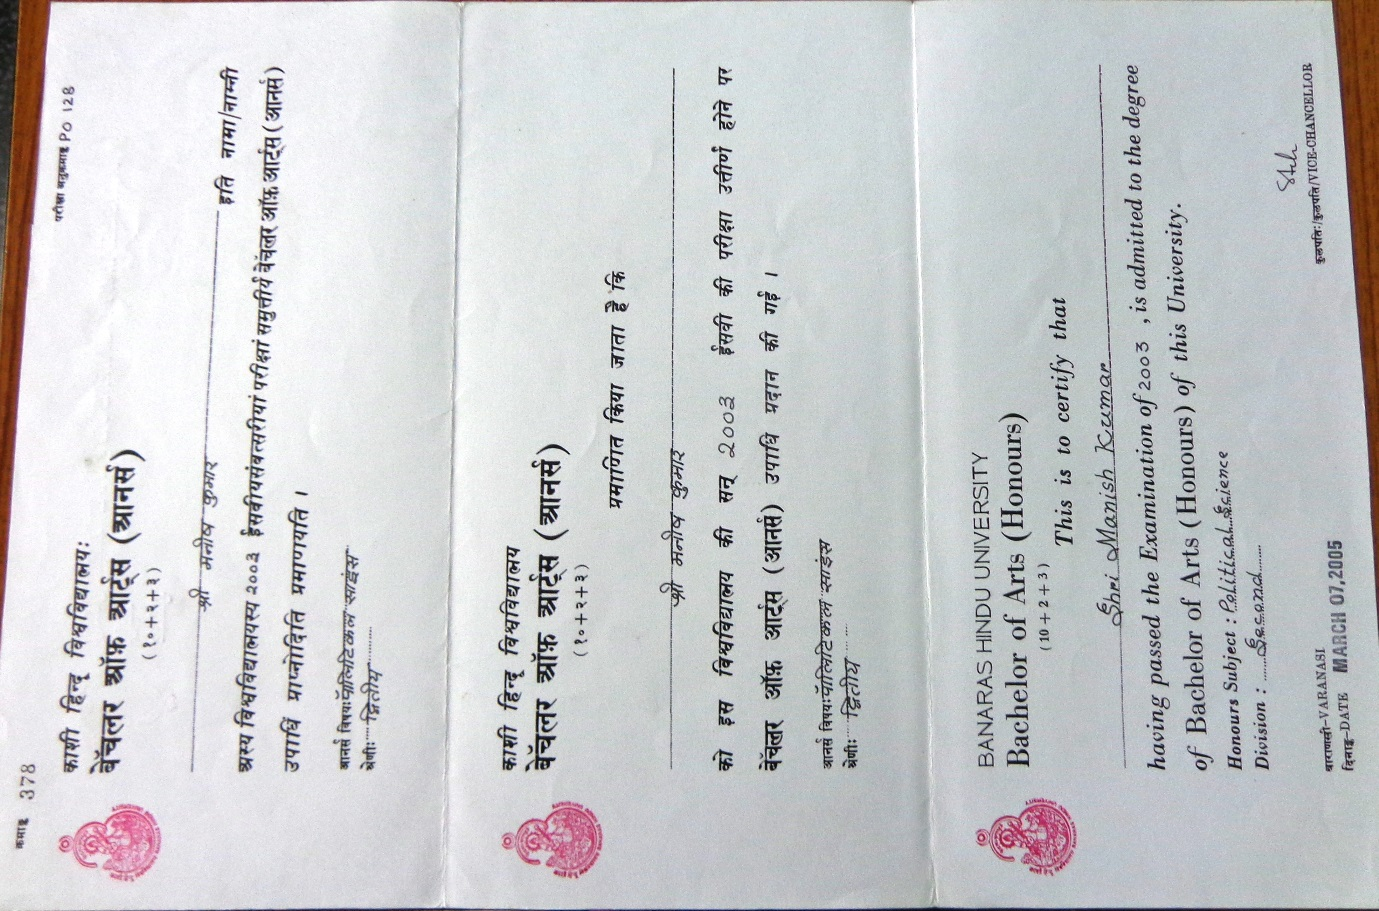 क्रमाङ्क 378
परीक्षा अनुक्रमाङ्क PO 128
काशी हिन्दू विश्वविद्यालयः
बॅचलर ऑफ़ आर्ट्स (आनर्स)
(१०+२+३)
श्री मनीष कुमार इति नामा/नाम्नी
अस्य विश्वविद्यालयस्य २००३ ईसवीयसंवत्सरीयां परीक्षां समुत्तीर्य बॅचलर ऑफ़ आर्ट्स (आनर्स)
उपाधिं प्राप्नोदिति प्रमाणयति ।
आनर्स विषयः पॉलिटिकल साइंस
श्रेणीः द्वितीय
काशी हिन्दू विश्वविद्यालय
बॅचलर ऑफ़ आर्ट्स (आनर्स)
(१०+२+३)
प्रमाणित किया जाता है कि
श्री मनीष कुमार
को इस विश्वविद्यालय की सन् 2003 ईसवी की परीक्षा उत्तीर्ण होने पर
बॅचलर ऑफ़ आर्ट्स (आनर्स) उपाधि प्रदान की गई ।
आनर्स विषयः पॉलिटिकल साइंस
श्रेणीः द्वितीय
BANARAS HINDU UNIVERSITY
Bachelor of Arts (Honours)
(10+2+3)
This is to certify that
Shri Manish Kumar
having passed the Examination of 2003 , is admitted to the degree
of Bachelor of Arts (Honours) of this University.
Honours Subject : Political Science
Division : Second
वाराणसी-VARANASI
दिनाङ्क-DATE MARCH 07,2005
कुलपतिः/कुलपति/VICE-CHANCELLOR